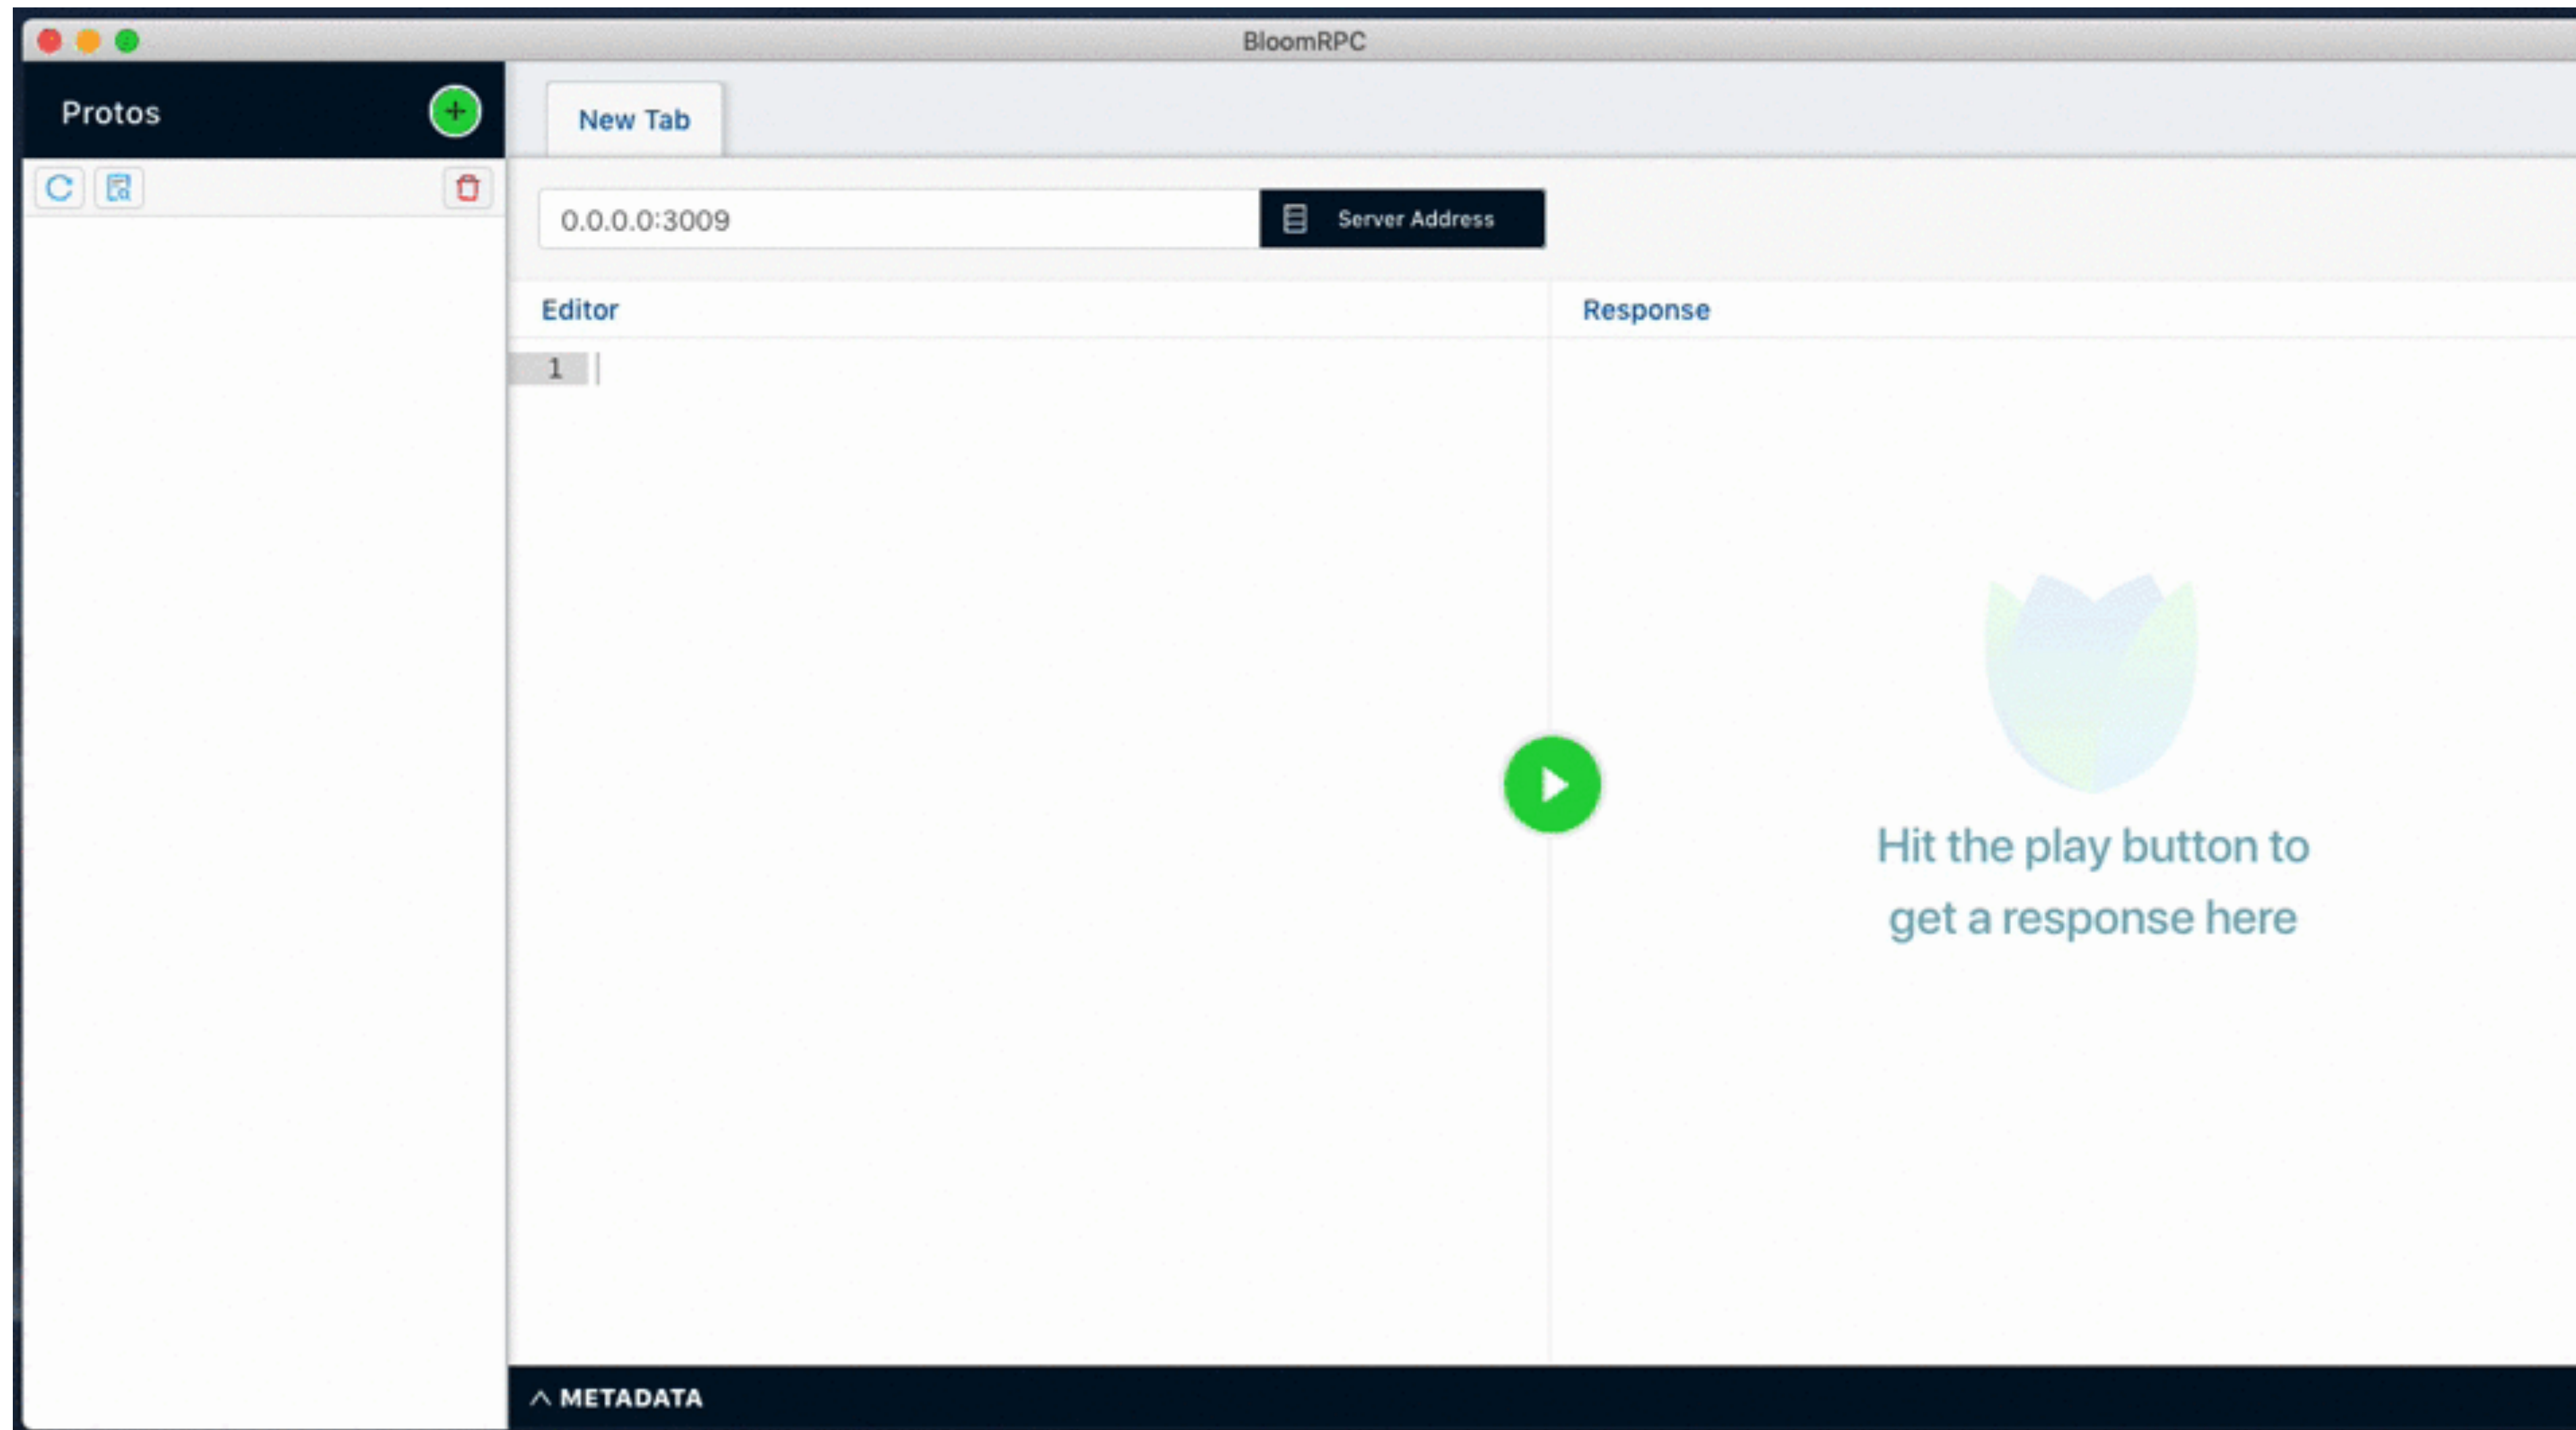 BloomRPC
Protos
New Tab
0.0.0.0:3009
Server Address
Editor
Response
1
Hit the play button to
get a response here
METADATA